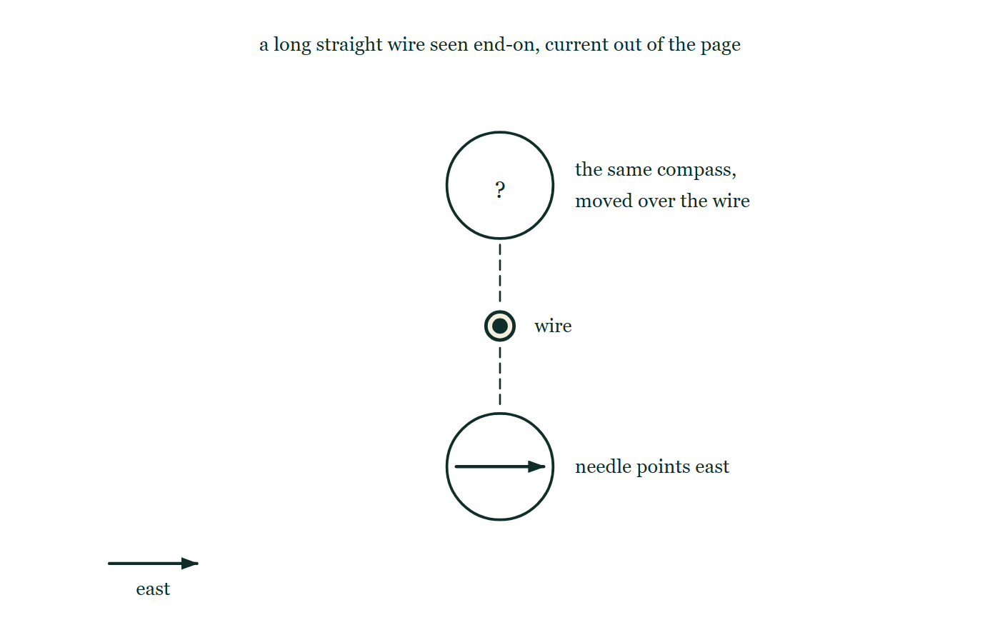 a long straight wire seen end-on, current out of the page
?
the same compass,
moved over the wire
wire
needle points east
east